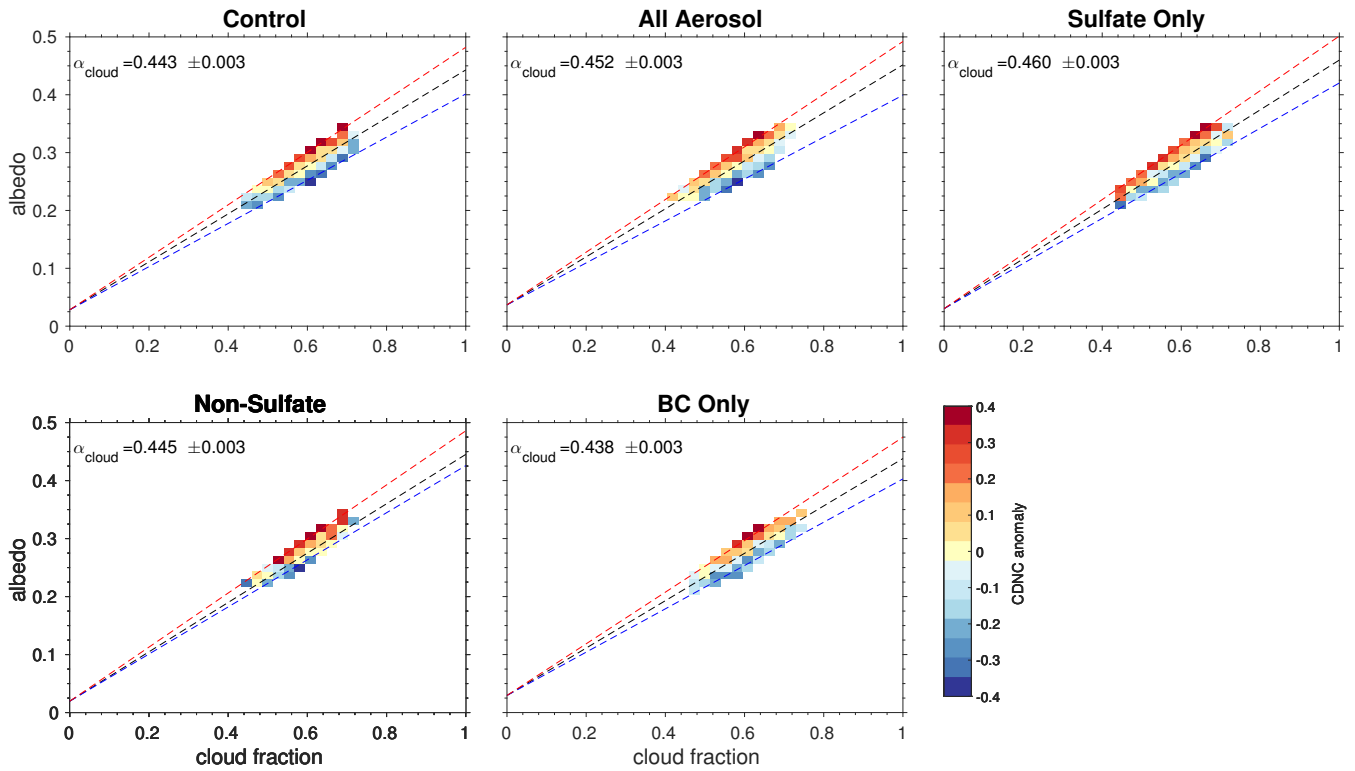 Control
All Aerosol
Sulfate Only
0.5
0.4
0.3
0.2
0.1
0
albedo
α_cloud =0.443 ±0.003
α_cloud =0.452 ±0.003
α_cloud =0.460 ±0.003
0 0.2 0.4 0.6 0.8 1
0 0.2 0.4 0.6 0.8 1
0 0.2 0.4 0.6 0.8 1
Non-Sulfate
BC Only
0.5
0.4
0.3
0.2
0.1
0
albedo
α_cloud =0.445 ±0.003
α_cloud =0.438 ±0.003
0 0.2 0.4 0.6 0.8 1
0 0.2 0.4 0.6 0.8 1
cloud fraction
cloud fraction
0.4
0.3
0.2
0.1
0
-0.1
-0.2
-0.3
-0.4
CDNC anomaly